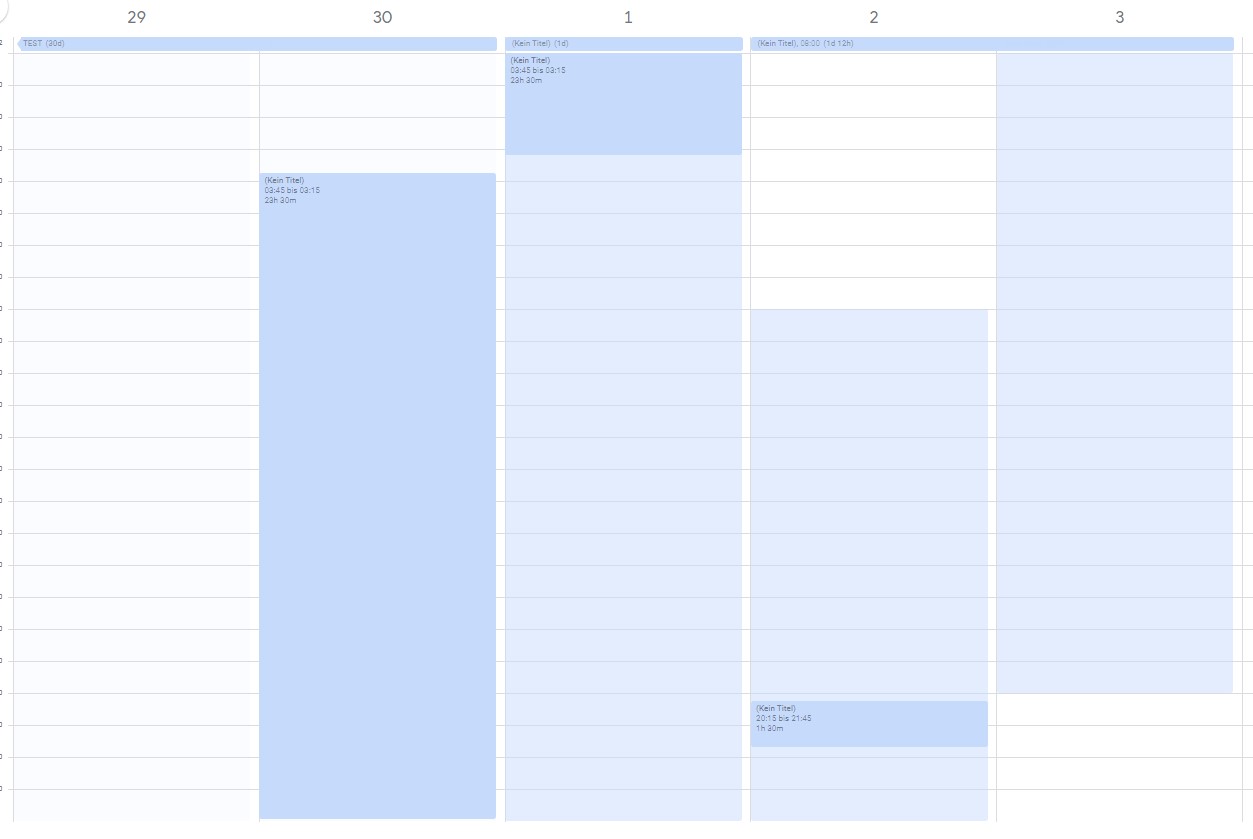 29
30
1
2
3
TEST (30d)
(Kein Titel) (1d)
(Kein Titel), 08:00 (1d 12h)
(Kein Titel)
03:45 bis 03:15
23h 30m
(Kein Titel)
03:45 bis 03:15
23h 30m
(Kein Titel)
20:15 bis 21:45
1h 30m